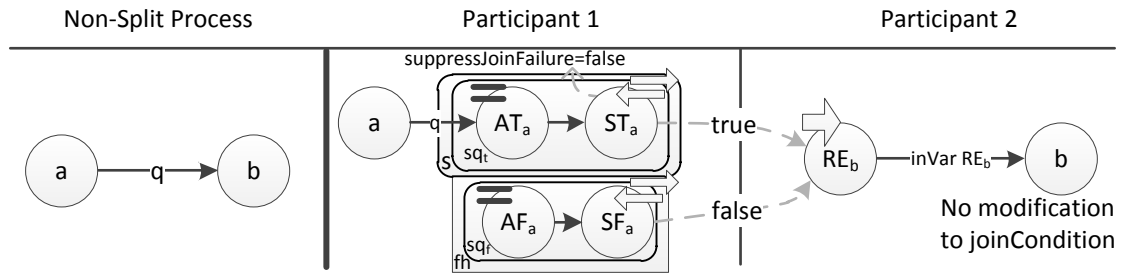 Non-Split Process
Participant 1
Participant 2
suppressJoinFailure=false
a
q
b
a
q
ATa
STa
true
sqt
s
REb
inVar REb
b
AFa
SFa
false
sqf
fh
No modification
to joinCondition